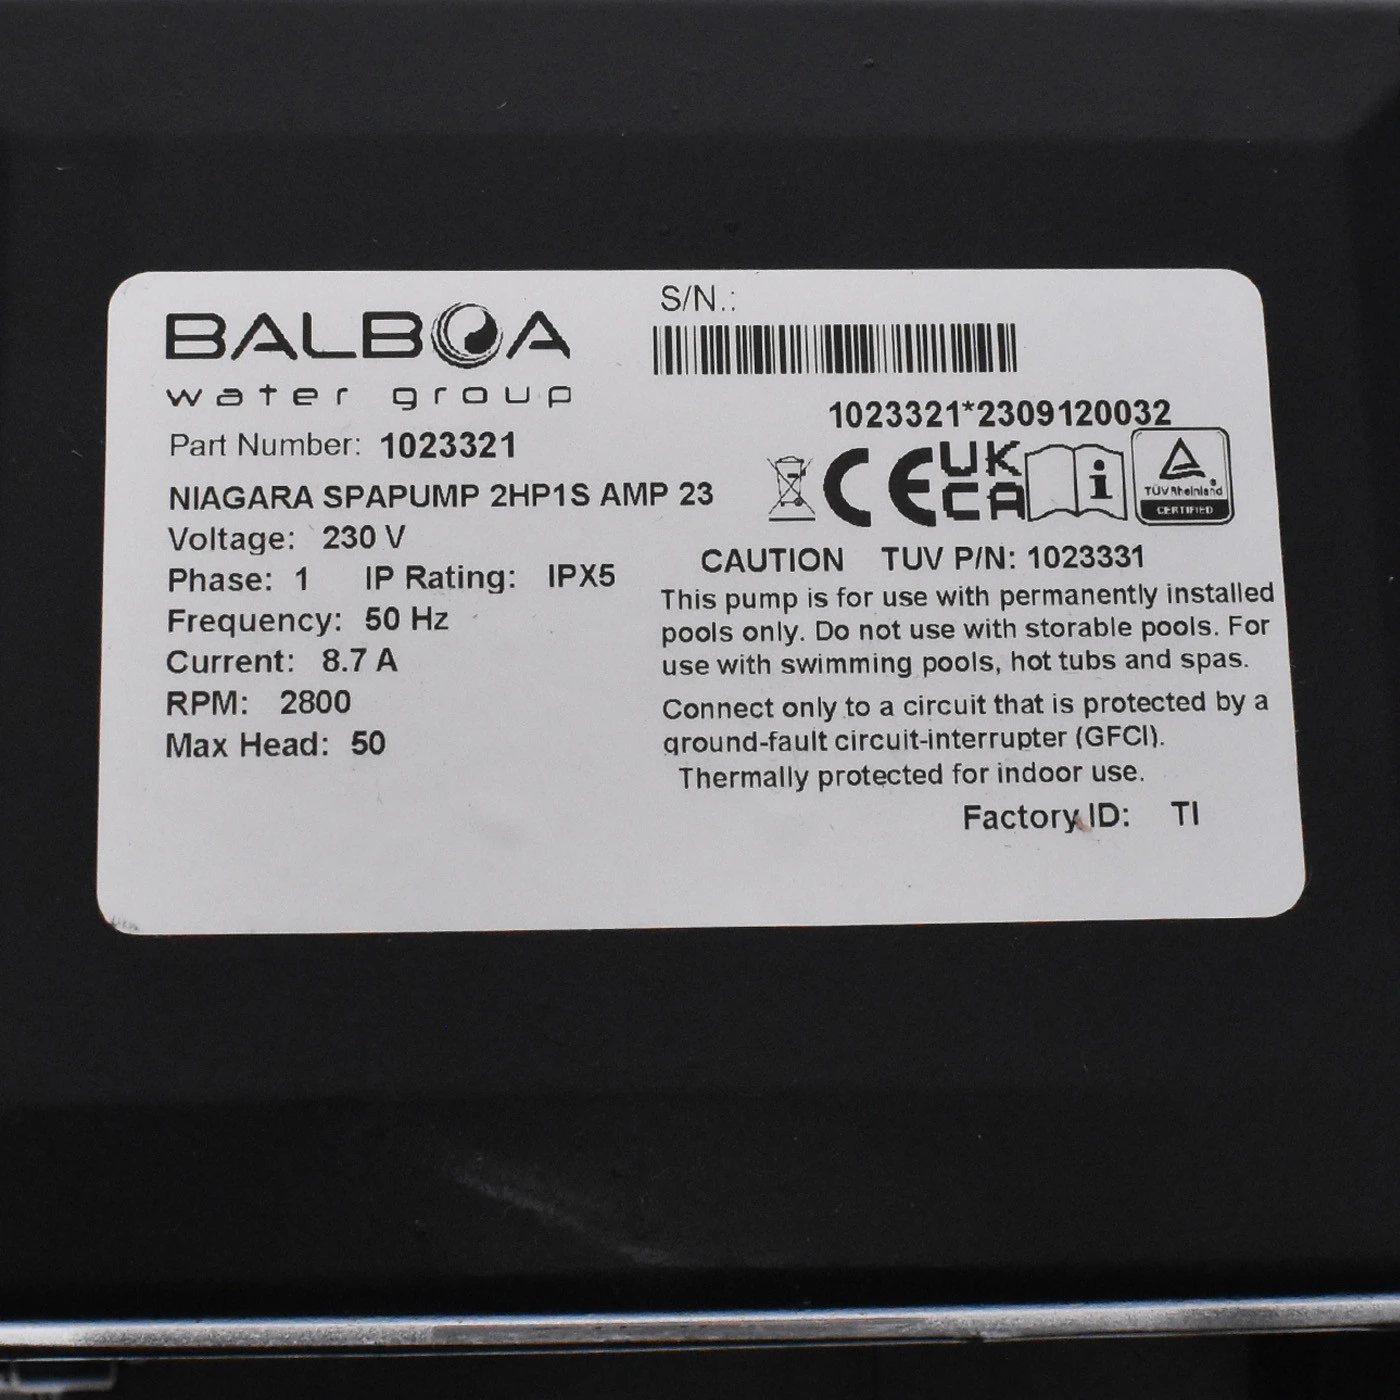 BALBOA
water group
Part Number: 1023321
NIAGARA SPAPUMP 2HP1S AMP 23
Voltage: 230 V
Phase: 1 IP Rating: IPX5
Frequency: 50 Hz
Current: 8.7 A
RPM: 2800
Max Head: 50
S/N.:
1023321*2309120032
CE
UK
CA
i
TÜVRheinland®
CERTIFIED
CAUTION TUV P/N: 1023331
This pump is for use with permanently installed
pools only. Do not use with storable pools. For
use with swimming pools, hot tubs and spas.
Connect only to a circuit that is protected by a
ground-fault circuit-interrupter (GFCI).
Thermally protected for indoor use.
Factory ID: TI